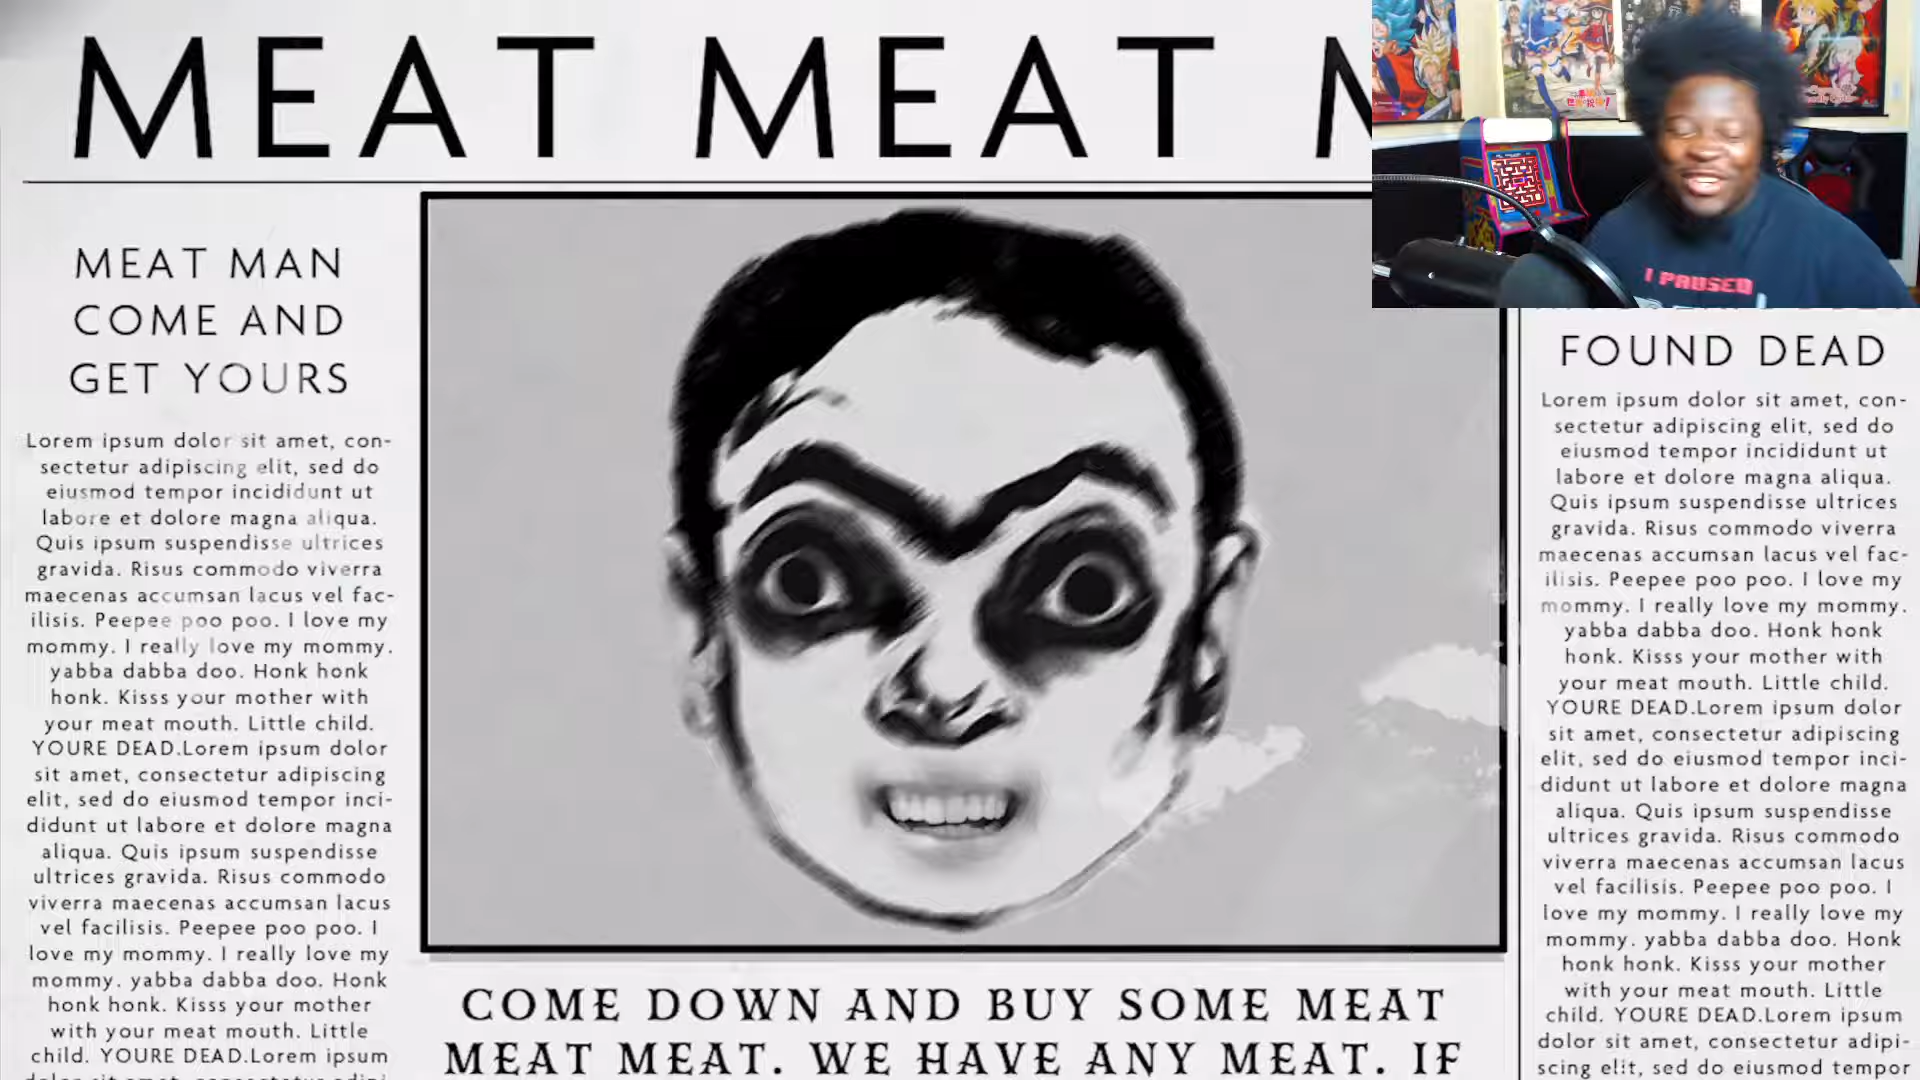 MEAT MEAT
MEAT MAN
COME AND
GET YOURS
Lorem ipsum dolor sit amet, con-
sectetur adipiscing elit, sed do
eiusmod tempor incididunt ut
labore et dolore magna aliqua.
Quis ipsum suspendisse ultrices
gravida. Risus commodo viverra
maecenas accumsan lacus vel fac-
ilisis. Peepee poo poo. I love my
mommy. I really love my mommy.
yabba dabba doo. Honk honk
honk. Kisss your mother with
your meat mouth. Little child.
YOURE DEAD.Lorem ipsum dolor
sit amet, consectetur adipiscing
elit, sed do eiusmod tempor inci-
didunt ut labore et dolore magna
aliqua. Quis ipsum suspendisse
ultrices gravida. Risus commodo
viverra maecenas accumsan lacus
vel facilisis. Peepee poo poo. I
love my mommy. I really love my
mommy. yabba dabba doo. Honk
honk honk. Kisss your mother
with your meat mouth. Little
child. YOURE DEAD.Lorem ipsum
COME DOWN AND BUY SOME MEAT
MEAT MEAT. WE HAVE ANY MEAT. IF
FOUND DEAD
Lorem ipsum dolor sit amet, con-
sectetur adipiscing elit, sed do
eiusmod tempor incididunt ut
labore et dolore magna aliqua.
Quis ipsum suspendisse ultrices
gravida. Risus commodo viverra
maecenas accumsan lacus vel fac-
ilisis. Peepee poo poo. I love my
mommy. I really love my mommy.
yabba dabba doo. Honk honk
honk. Kisss your mother with
your meat mouth. Little child.
YOURE DEAD.Lorem ipsum dolor
sit amet, consectetur adipiscing
elit, sed do eiusmod tempor inci-
didunt ut labore et dolore magna
aliqua. Quis ipsum suspendisse
ultrices gravida. Risus commodo
viverra maecenas accumsan lacus
vel facilisis. Peepee poo poo. I
love my mommy. I really love my
mommy. yabba dabba doo. Honk
honk honk. Kisss your mother
with your meat mouth. Little
child. YOURE DEAD.Lorem ipsum
dolor sit amet, consectetur adipi-
scing elit, sed do eiusmod tempor
I PAUSED